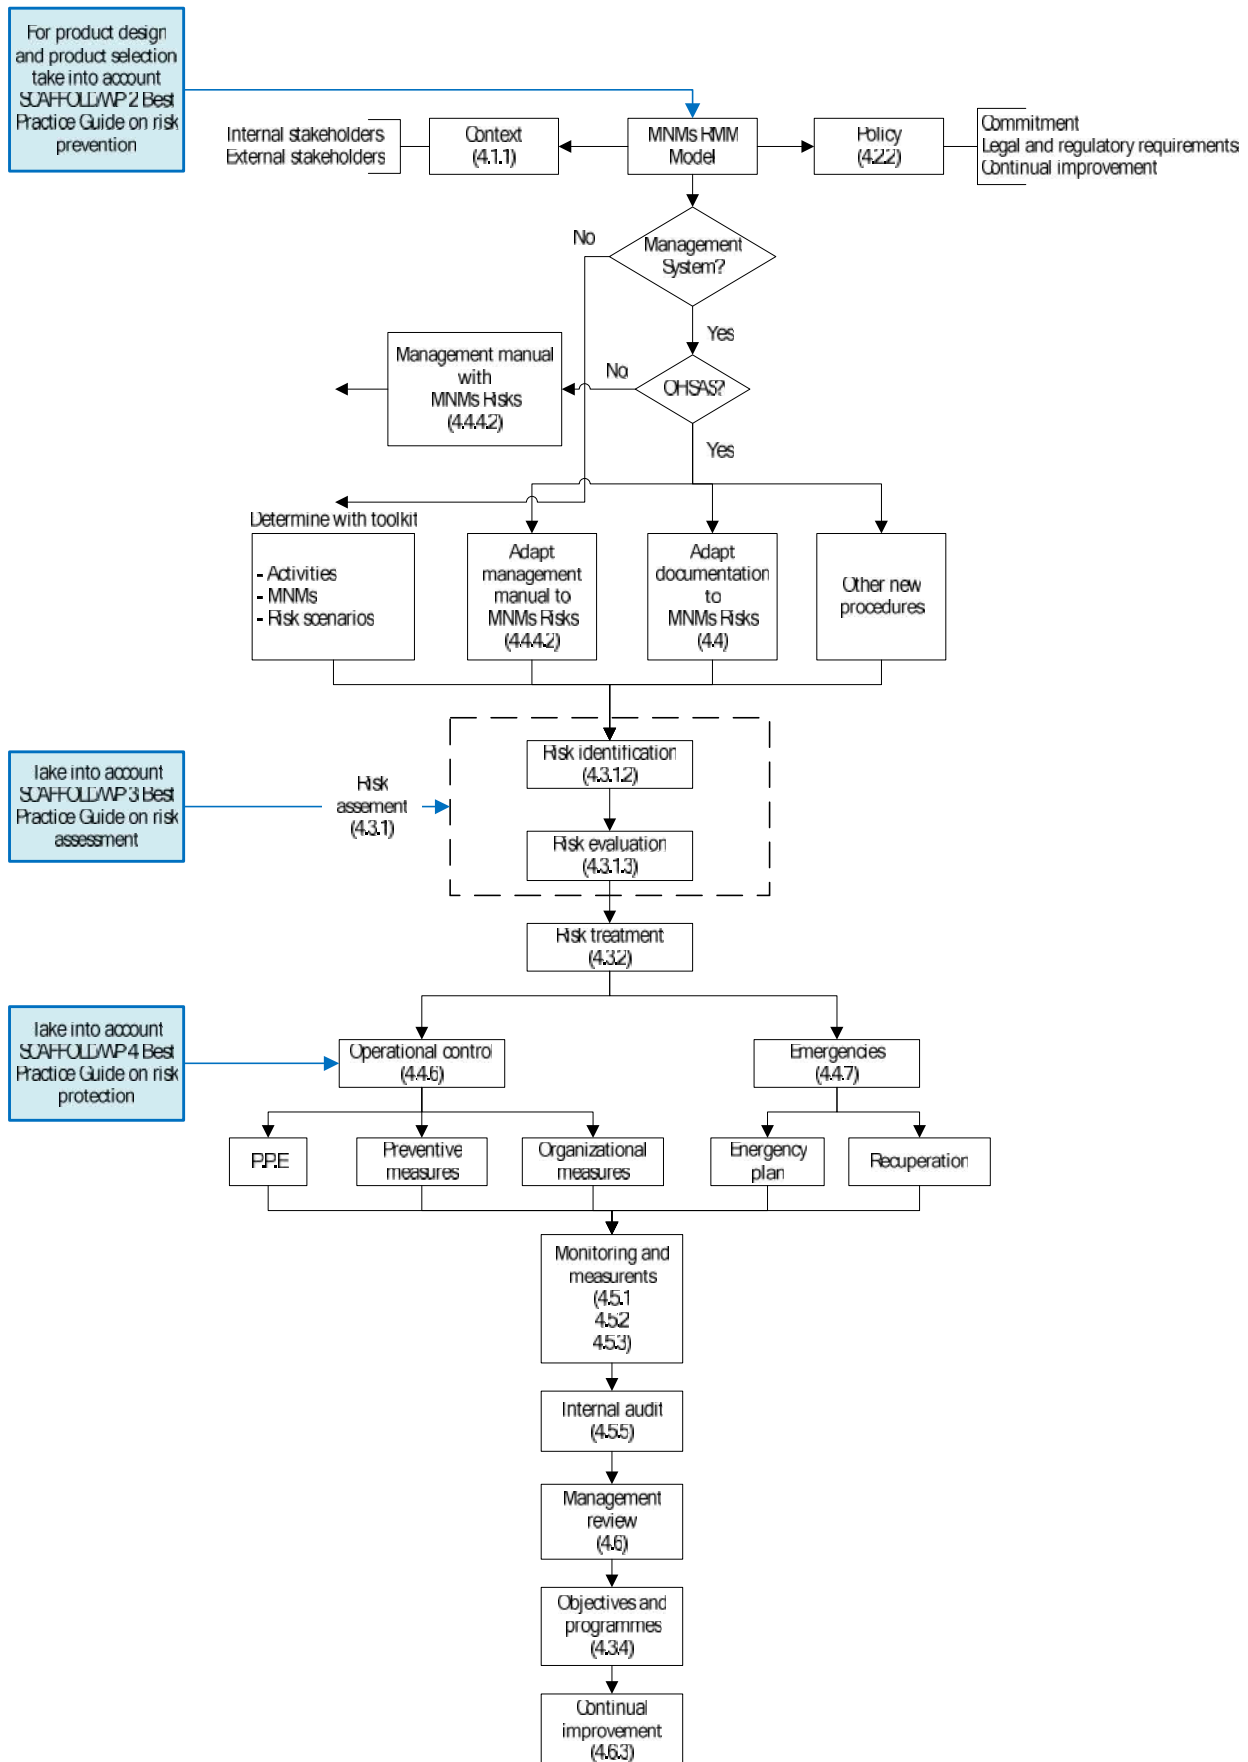 For product design
and product selection
take into account
SCAFFOLD/WP 2 Best
Practice Guide on risk
prevention
Internal stakeholders
External stakeholders
Context
(4.1.1)
MNMs RMM
Model
Policy
(4.2.2)
Commitment
Legal and regulatory requirements
Continual improvement
No
Management
System?
Yes
Management manual
with
MNMs Risks
(4.4.4.2)
No
OHSAS?
Yes
Determine with toolkit
- Activities
- MNMs
- Risk scenarios
Adapt
management
manual to
MNMs Risks
(4.4.4.2)
Adapt
documentation
to
MNMs Risks
(4.4)
Other new
procedures
Take into account
SCAFFOLD/WP 3 Best
Practice Guide on risk
assessment
Risk
assement
(4.3.1)
Risk identification
(4.3.1.2)
Risk evaluation
(4.3.1.3)
Risk treatment
(4.3.2)
Take into account
SCAFFOLD/WP 4 Best
Practice Guide on risk
protection
Operational control
(4.4.6)
Emergencies
(4.4.7)
P.P.E
Preventive
measures
Organizational
measures
Energency
plan
Recuperation
Monitoring and
measurents
(4.5.1
4.5.2
4.5.3)
Internal audit
(4.5.5)
Management
review
(4.6)
Objectives and
programmes
(4.3.4)
Continual
improvement
(4.6.3)